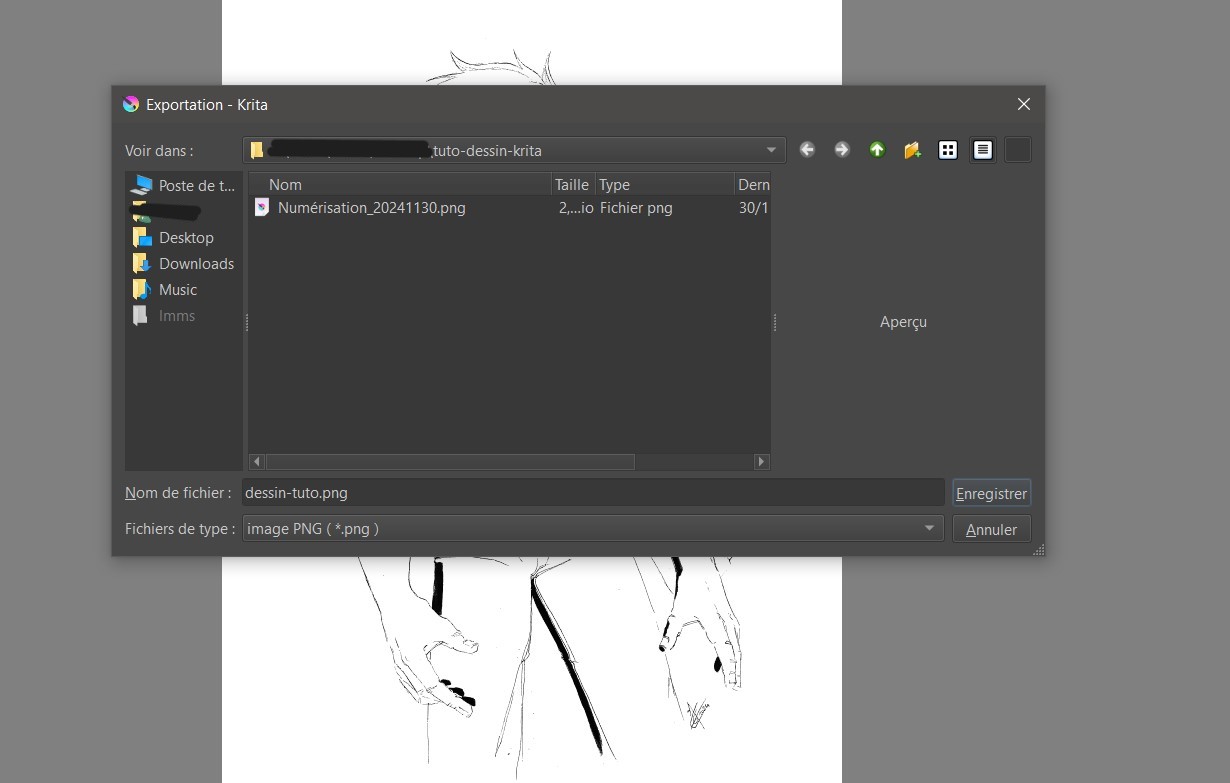 Exportation - Krita
Voir dans :
tuto-dessin-krita
Poste de t...
Desktop
Downloads
Music
Imms
Nom Taille Type Dern
Numérisation_20241130.png 2,...io Fichier png 30/1
Aperçu
Nom de fichier : dessin-tuto.png Enregistrer
Fichiers de type : image PNG ( *.png ) Annuler